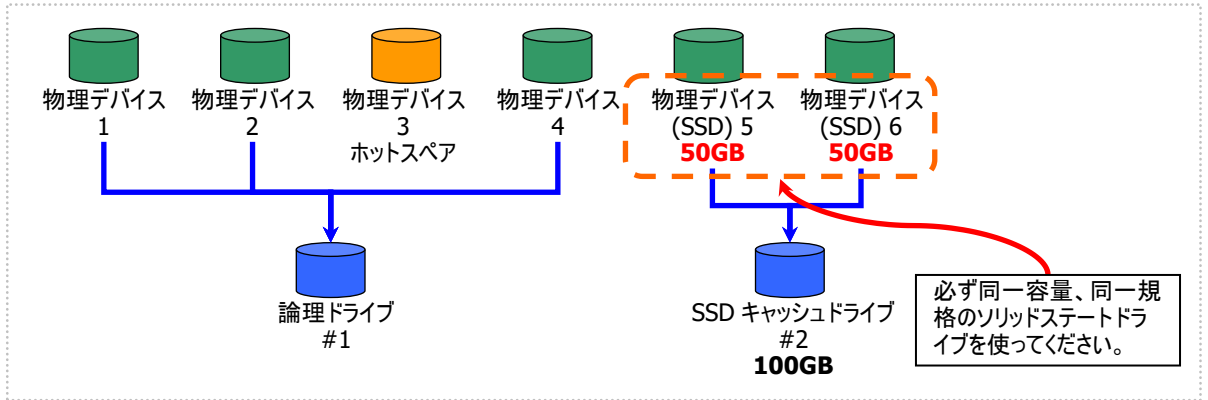 物理デバイス
1
物理デバイス
2
物理デバイス
3
ホットスペア
物理デバイス
4
物理デバイス
(SSD) 5
50GB
物理デバイス
(SSD) 6
50GB
論理ドライブ
#1
SSD キャッシュドライブ
#2
100GB
必ず同一容量、同一規
格のソリッドステートドラ
イブを使ってください。